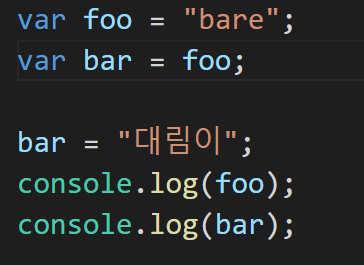 var foo = "bare";
var bar = foo;
bar = "대림이";
console.log(foo);
console.log(bar);